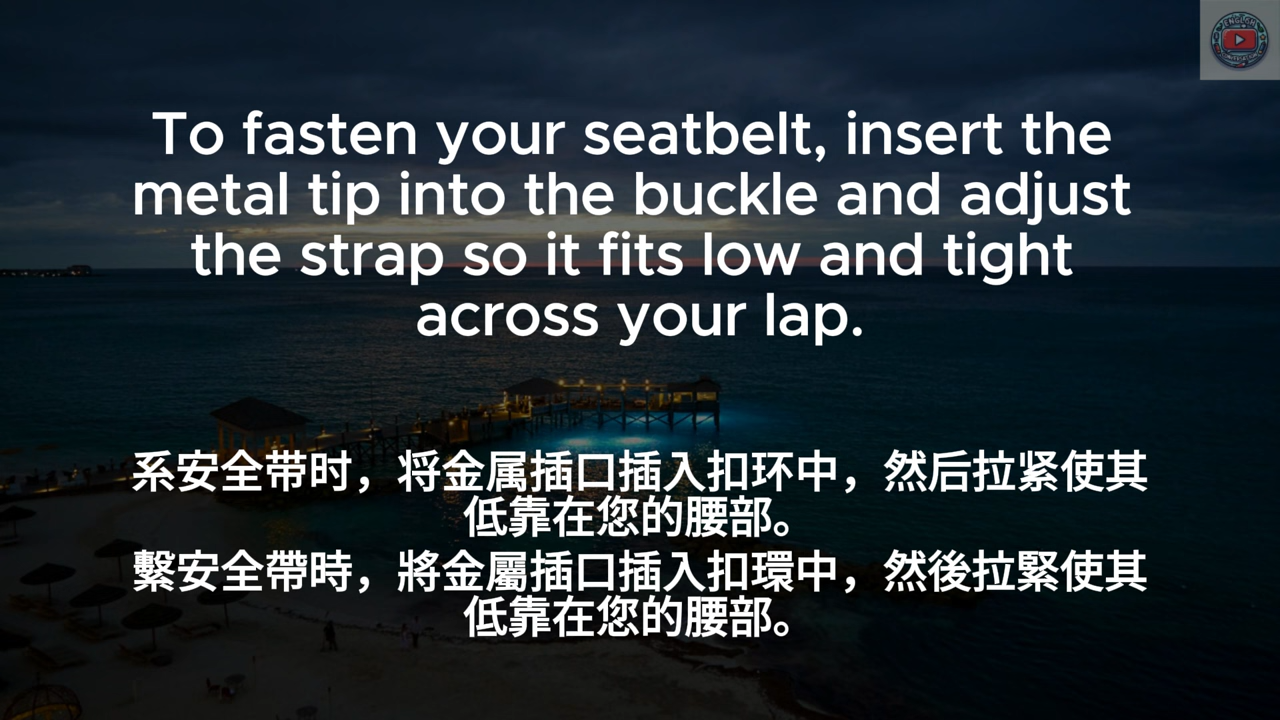 To fasten your seatbelt, insert the
metal tip into the buckle and adjust
the strap so it fits low and tight
across your lap.
系安全带时，将金属插口插入扣环中，然后拉紧使其
低靠在您的腰部。
繫安全帶時，將金屬插口插入扣環中，然後拉緊使其
低靠在您的腰部。